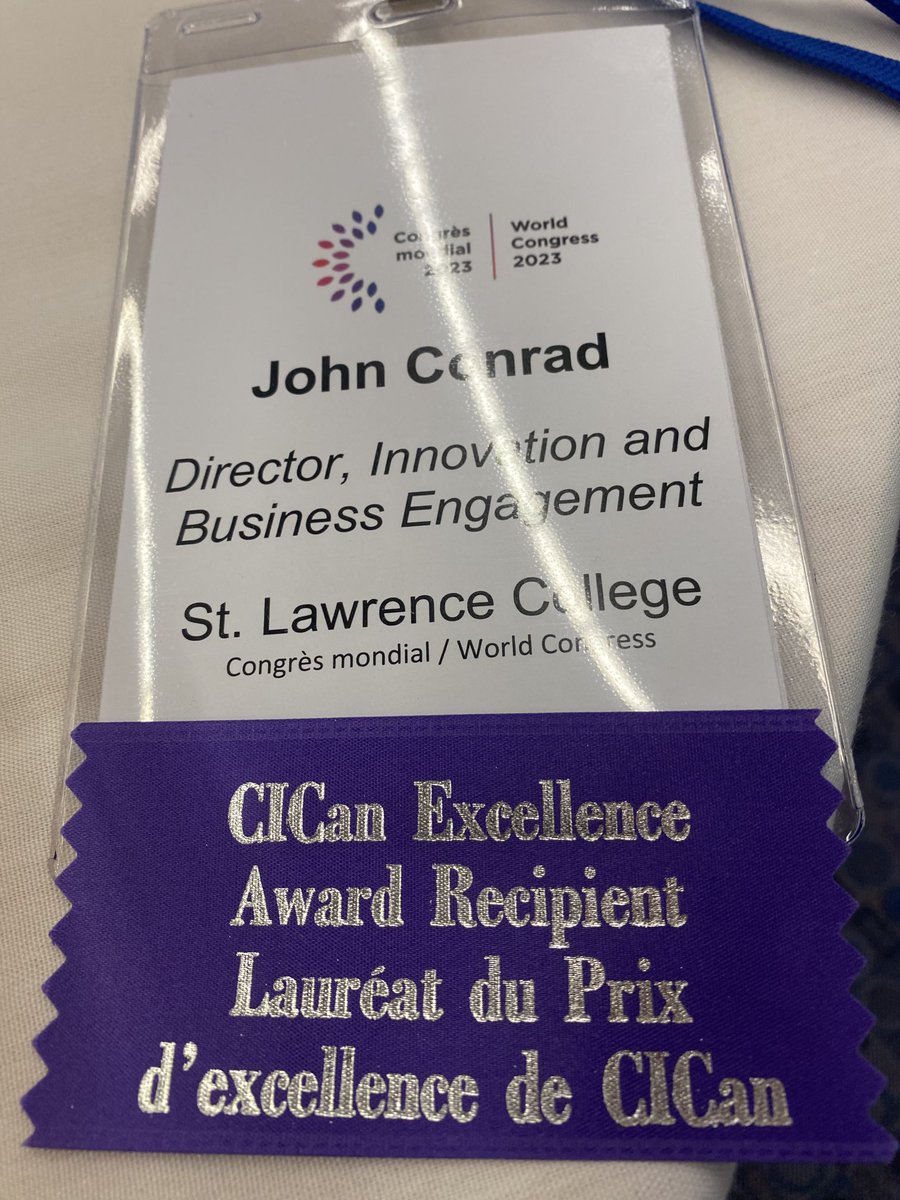 Congrès
mondial
2023
World
Congress
2023
John Conrad
Director, Innovation and
Business Engagement
St. Lawrence College
Congrès mondial / World Congress
CICan Excellence
Award Recipient
Lauréat du Prix
d'excellence de CICan